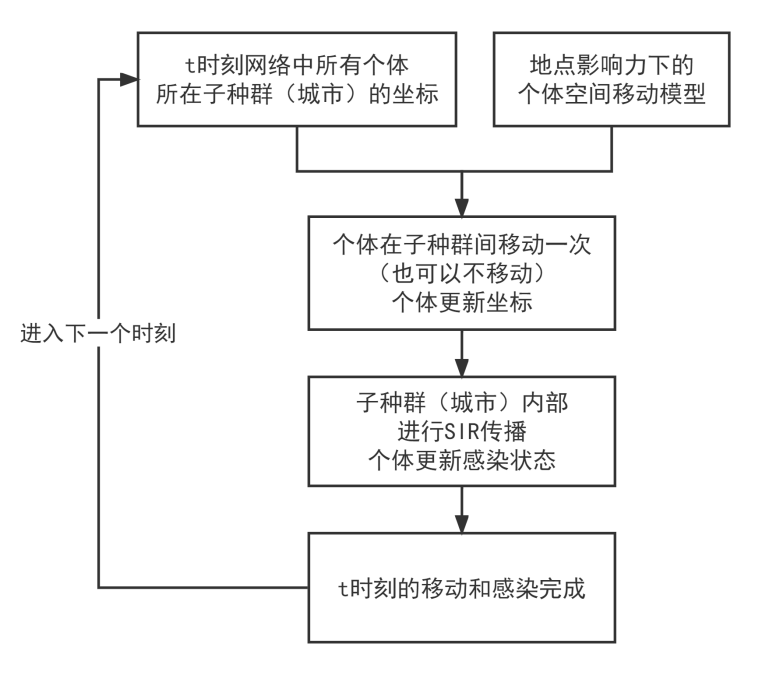 t时刻网络中所有个体
所在子种群（城市）的坐标
地点影响力下的
个体空间移动模型
个体在子种群间移动一次
（也可以不移动）
个体更新坐标
进入下一个时刻
子种群（城市）内部
进行SIR传播
个体更新感染状态
t时刻的移动和感染完成